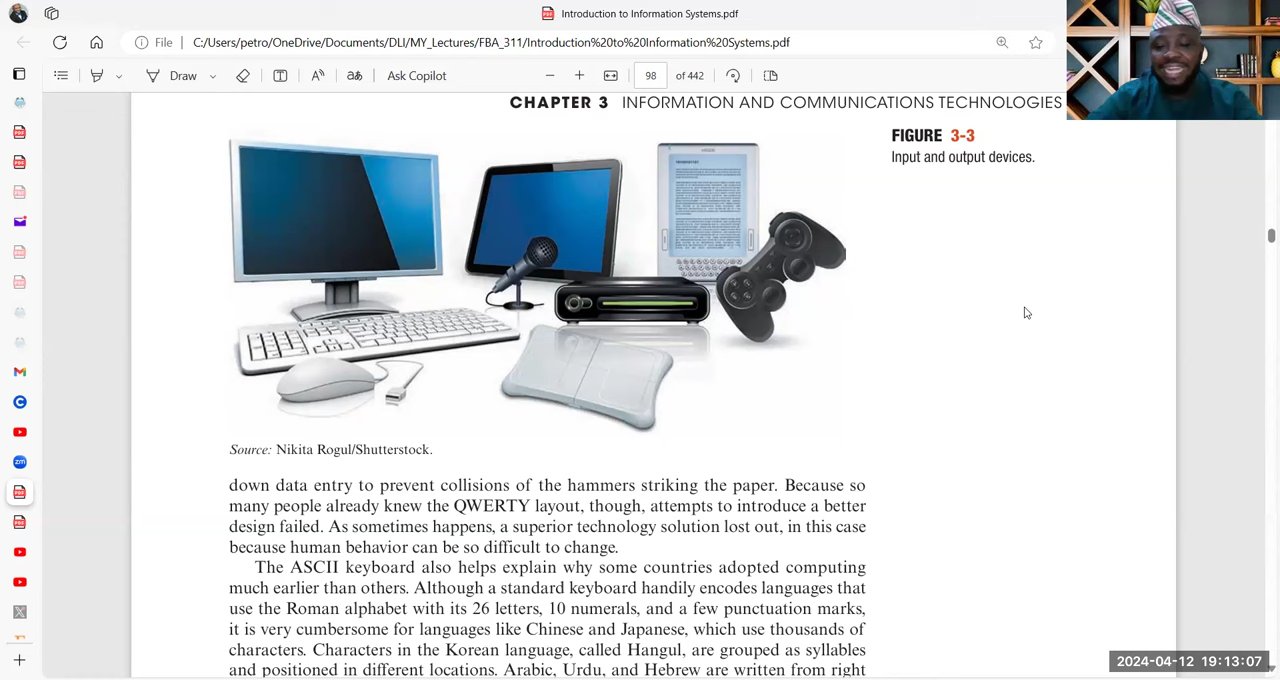 Introduction to Information Systems.pdf
File C:/Users/petro/OneDrive/Documents/DLI/MY_Lectures/FBA_311/Introduction%20to%20Information%20Systems.pdf
Draw Ask Copilot 98 of 442
CHAPTER 3 INFORMATION AND COMMUNICATIONS TECHNOLOGIES
FIGURE 3-3
Input and output devices.
Source: Nikita Rogul/Shutterstock.
down data entry to prevent collisions of the hammers striking the paper. Because so
many people already knew the QWERTY layout, though, attempts to introduce a better
design failed. As sometimes happens, a superior technology solution lost out, in this case
because human behavior can be so difficult to change.
The ASCII keyboard also helps explain why some countries adopted computing
much earlier than others. Although a standard keyboard handily encodes languages that
use the Roman alphabet with its 26 letters, 10 numerals, and a few punctuation marks,
it is very cumbersome for languages like Chinese and Japanese, which use thousands of
characters. Characters in the Korean language, called Hangul, are grouped as syllables
and positioned in different locations. Arabic, Urdu, and Hebrew are written from right
2024-04-12 19:13:07